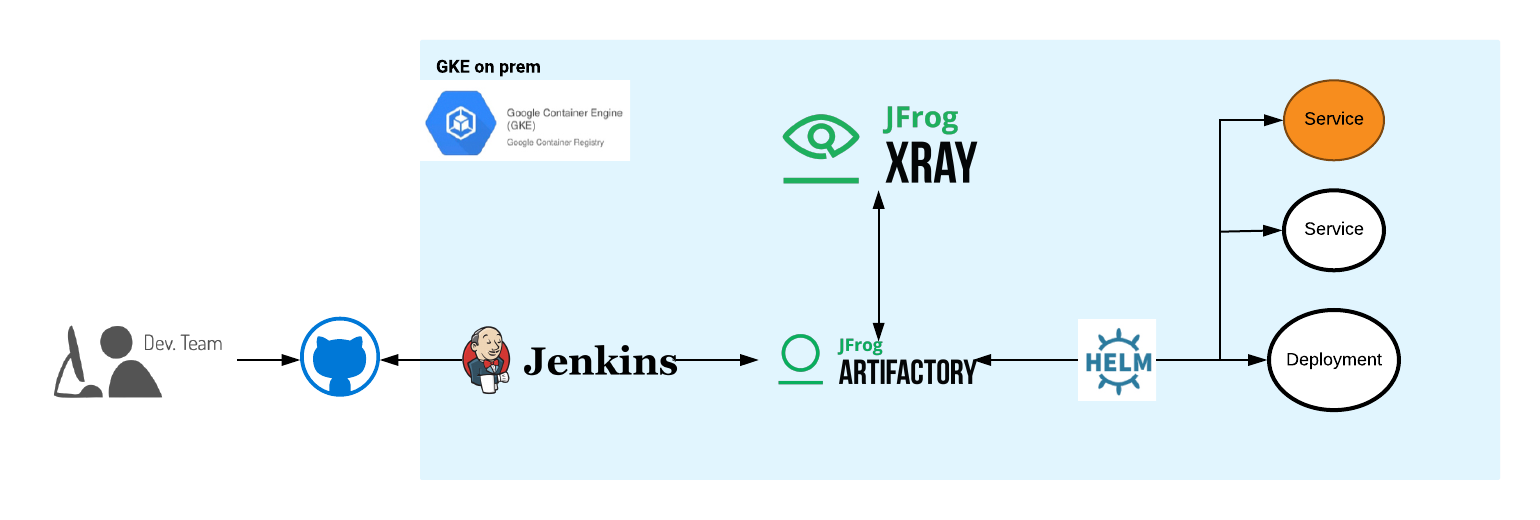 GKE on prem
Google Container Engine
(GKE)
Google Container Registry
JFrog
XRAY
Service
Service
Dev. Team
Jenkins
JFrog
ARTIFACTORY
HELM
Deployment